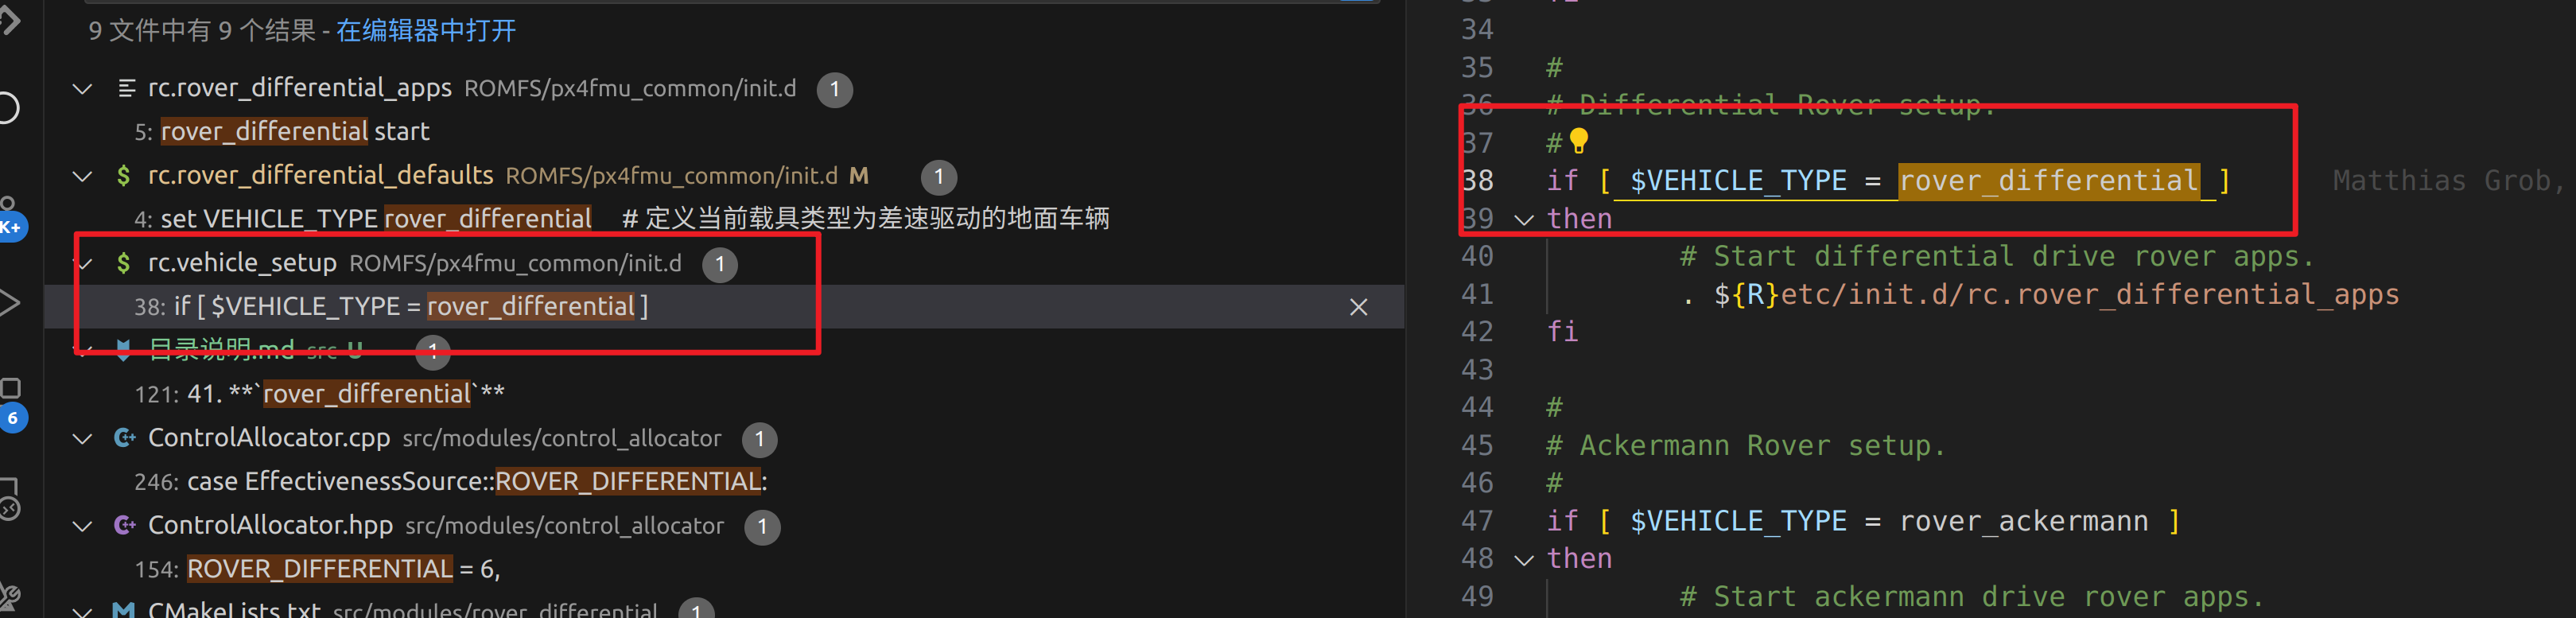 9 文件中有 9 个结果 - 在编辑器中打开
rc.rover_differential_apps ROMFS/px4fmu_common/init.d 1
5: rover_differential start
$ rc.rover_differential_defaults ROMFS/px4fmu_common/init.d M 1
4: set VEHICLE_TYPE rover_differential # 定义当前载具类型为差速驱动的地面车辆
$ rc.vehicle_setup ROMFS/px4fmu_common/init.d 1
38: if [ $VEHICLE_TYPE = rover_differential ]
目录说明.md src U 1
121: 41. **`rover_differential`**
ControlAllocator.cpp src/modules/control_allocator 1
246: case EffectivenessSource::ROVER_DIFFERENTIAL:
ControlAllocator.hpp src/modules/control_allocator 1
154: ROVER_DIFFERENTIAL = 6,
CMakeLists.txt src/modules/rover_differential 1
K+
6
34
35 #
36 # Differential Rover setup.
37 #
38 if [ $VEHICLE_TYPE = rover_differential ] Matthias Grob,
39 then
40 # Start differential drive rover apps.
41 . ${R}etc/init.d/rc.rover_differential_apps
42 fi
43
44 #
45 # Ackermann Rover setup.
46 #
47 if [ $VEHICLE_TYPE = rover_ackermann ]
48 then
49 # Start ackermann drive rover apps.